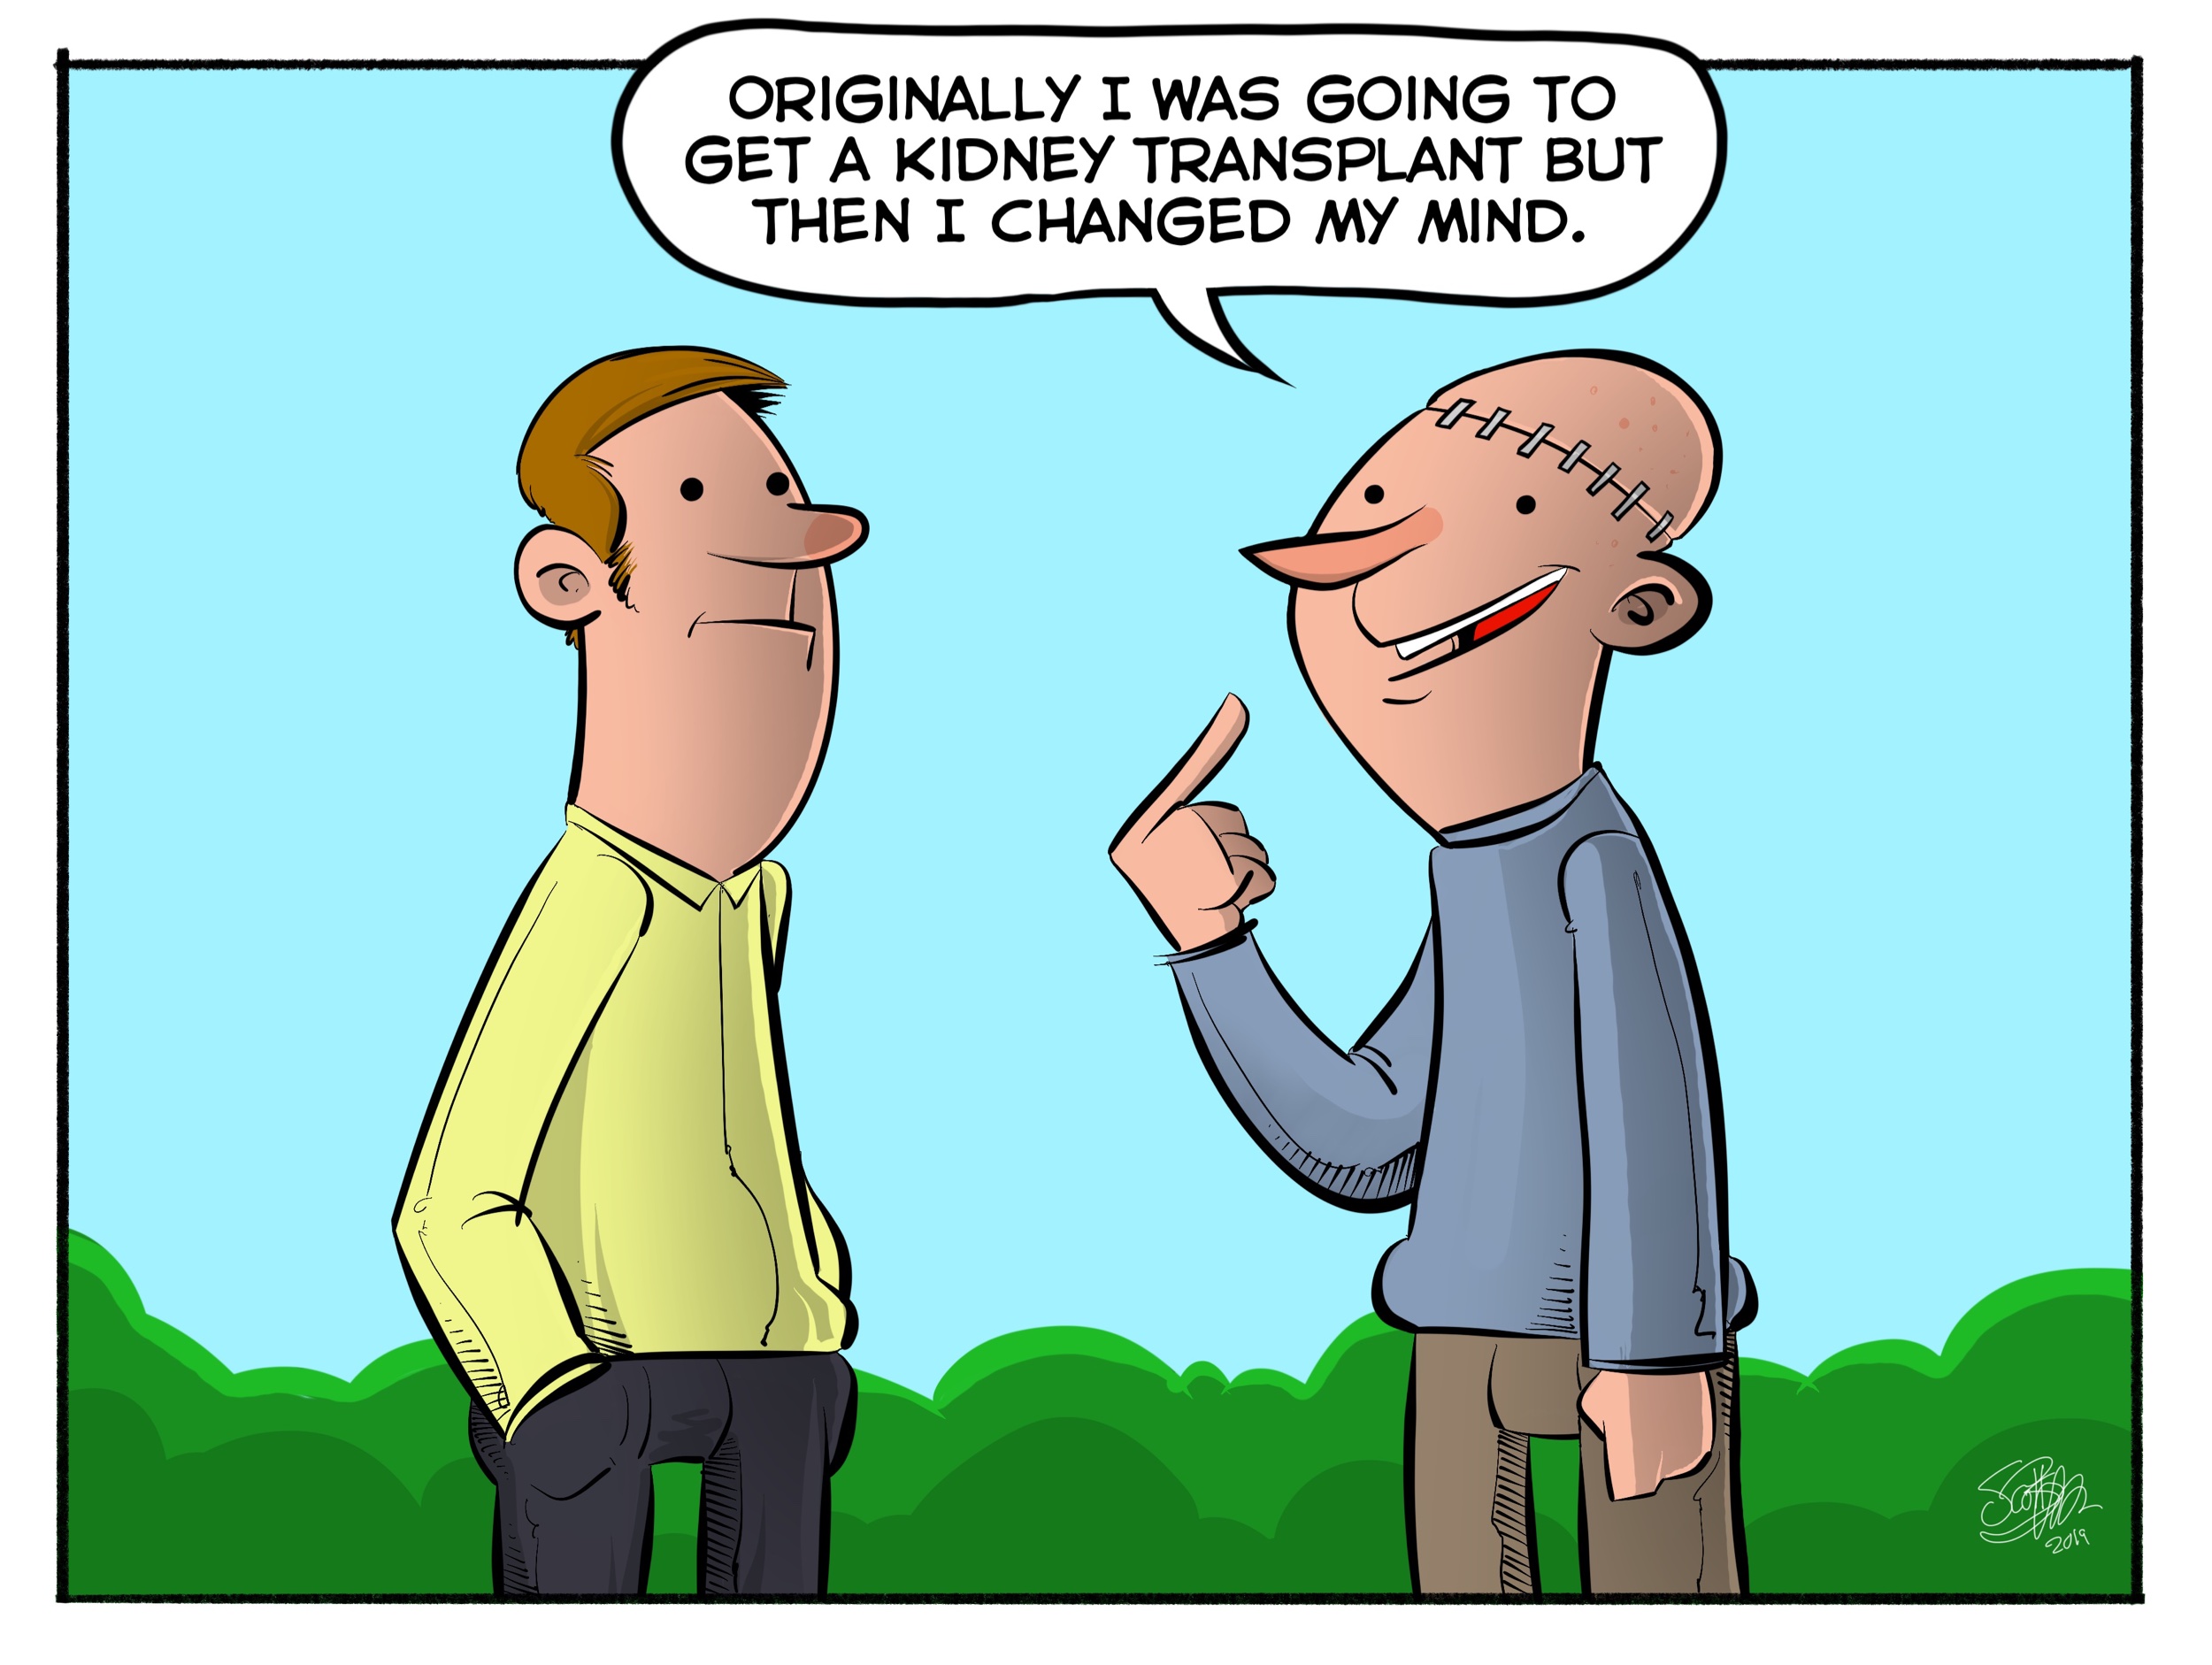 ORIGINALLY I WAS GOING TO
GET A KIDNEY TRANSPLANT BUT
THEN I CHANGED MY MIND.
2019